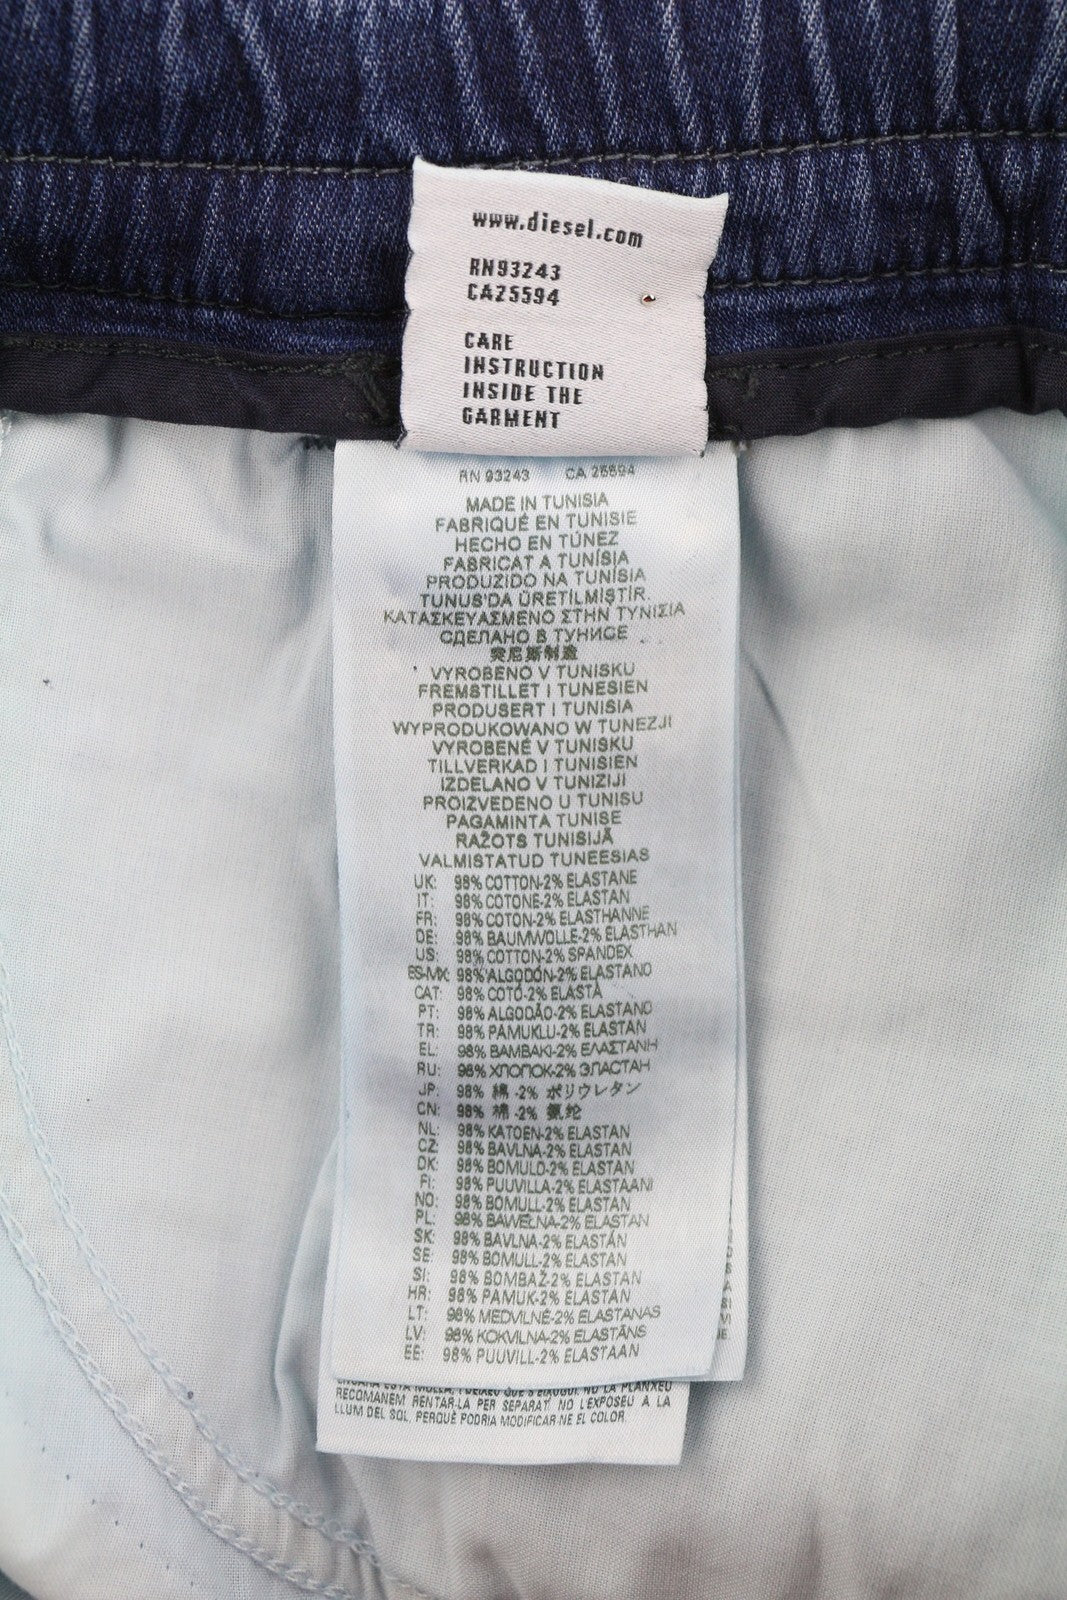 www.diesel.com
RN93243
CA25594
CARE
INSTRUCTION
INSIDE THE
GARMENT
RN 93243 CA 25594
MADE IN TUNISIA
FABRIQUÉ EN TUNISIE
HECHO EN TÚNEZ
FABRICAT A TUNÍSIA
PRODUZIDO NA TUNÍSIA
TUNUS'DA ÜRETİLMİŞTİR.
ΚΑΤΑΣΚΕΥΑΣΜΕΝΟ ΣΤΗΝ ΤΥΝΙΣΙΑ
СДЕЛАНО В ТУНИСЕ
突尼斯制造
VYROBENO V TUNISKU
FREMSTILLET I TUNESIEN
PRODUSERT I TUNISIA
WYPRODUKOWANO W TUNEZJI
VYROBENÉ V TUNISKU
TILLVERKAD I TUNISIEN
IZDELANO V TUNIZIJI
PROIZVEDENO U TUNISU
PAGAMINTA TUNISE
RAŽOTS TUNISIJĀ
VALMISTATUD TUNEESIAS
UK: 98% COTTON-2% ELASTANE
IT: 98% COTONE-2% ELASTAN
FR: 98% COTON-2% ELASTHANNE
DE: 98% BAUMWOLLE-2% ELASTHAN
US: 98% COTTON-2% SPANDEX
ES-MX: 98% ALGODÓN-2% ELASTANO
CAT: 98% COTÓ-2% ELASTÀ
PT: 98% ALGODÃO-2% ELASTANO
TR: 98% PAMUKLU-2% ELASTAN
EL: 98% ΒΑΜΒΑΚΙ-2% ΕΛΑΣΤΑΝΗ
RU: 98% ХЛОПОК-2% ЭЛАСТАН
JP: 98% 綿 -2% ポリウレタン
CN: 98% 棉 -2% 氨纶
NL: 98% KATOEN-2% ELASTAN
CZ: 98% BAVLNA-2% ELASTAN
DK: 98% BOMULD-2% ELASTAN
FI: 98% PUUVILLA-2% ELASTAANI
NO: 98% BOMULL-2% ELASTAN
PL: 98% BAWEŁNA-2% ELASTAN
SK: 98% BAVLNA-2% ELASTÁN
SE: 98% BOMULL-2% ELASTAN
SI: 98% BOMBAŽ-2% ELASTAN
HR: 98% PAMUK-2% ELASTAN
LT: 98% MEDVILNĖ-2% ELASTANAS
LV: 98% KOKVILNA-2% ELASTĀNS
EE: 98% PUUVILL-2% ELASTAAN
RECOMANEM RENTAR-LA PER SEPARAT. NO L'EXPOSEU A LA
LLUM DEL SOL, PERQUÈ PODRIA MODIFICAR-NE EL COLOR.